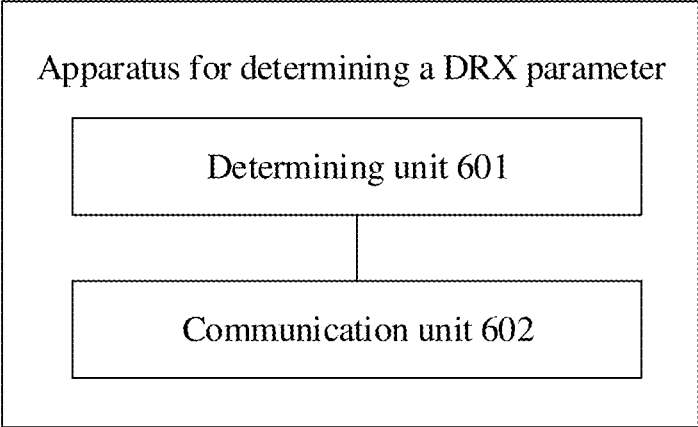 Apparatus for determining a DRX parameter
Determining unit 601
Communication unit 602